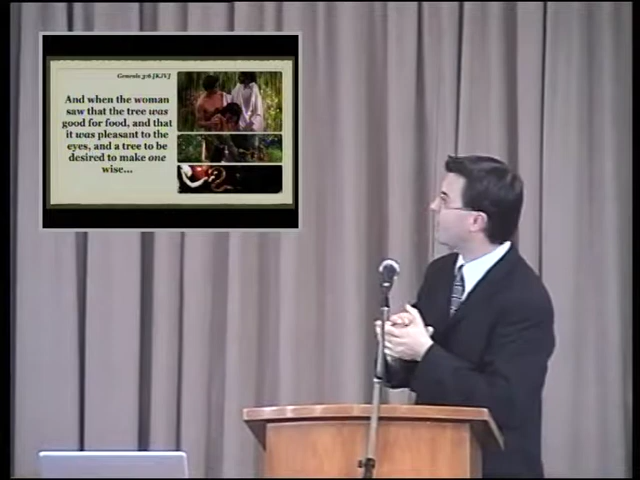 Genesis 3:6 JKJVJ
And when the woman
saw that the tree was
good for food, and that
it was pleasant to the
eyes, and a tree to be
desired to make one
wise...